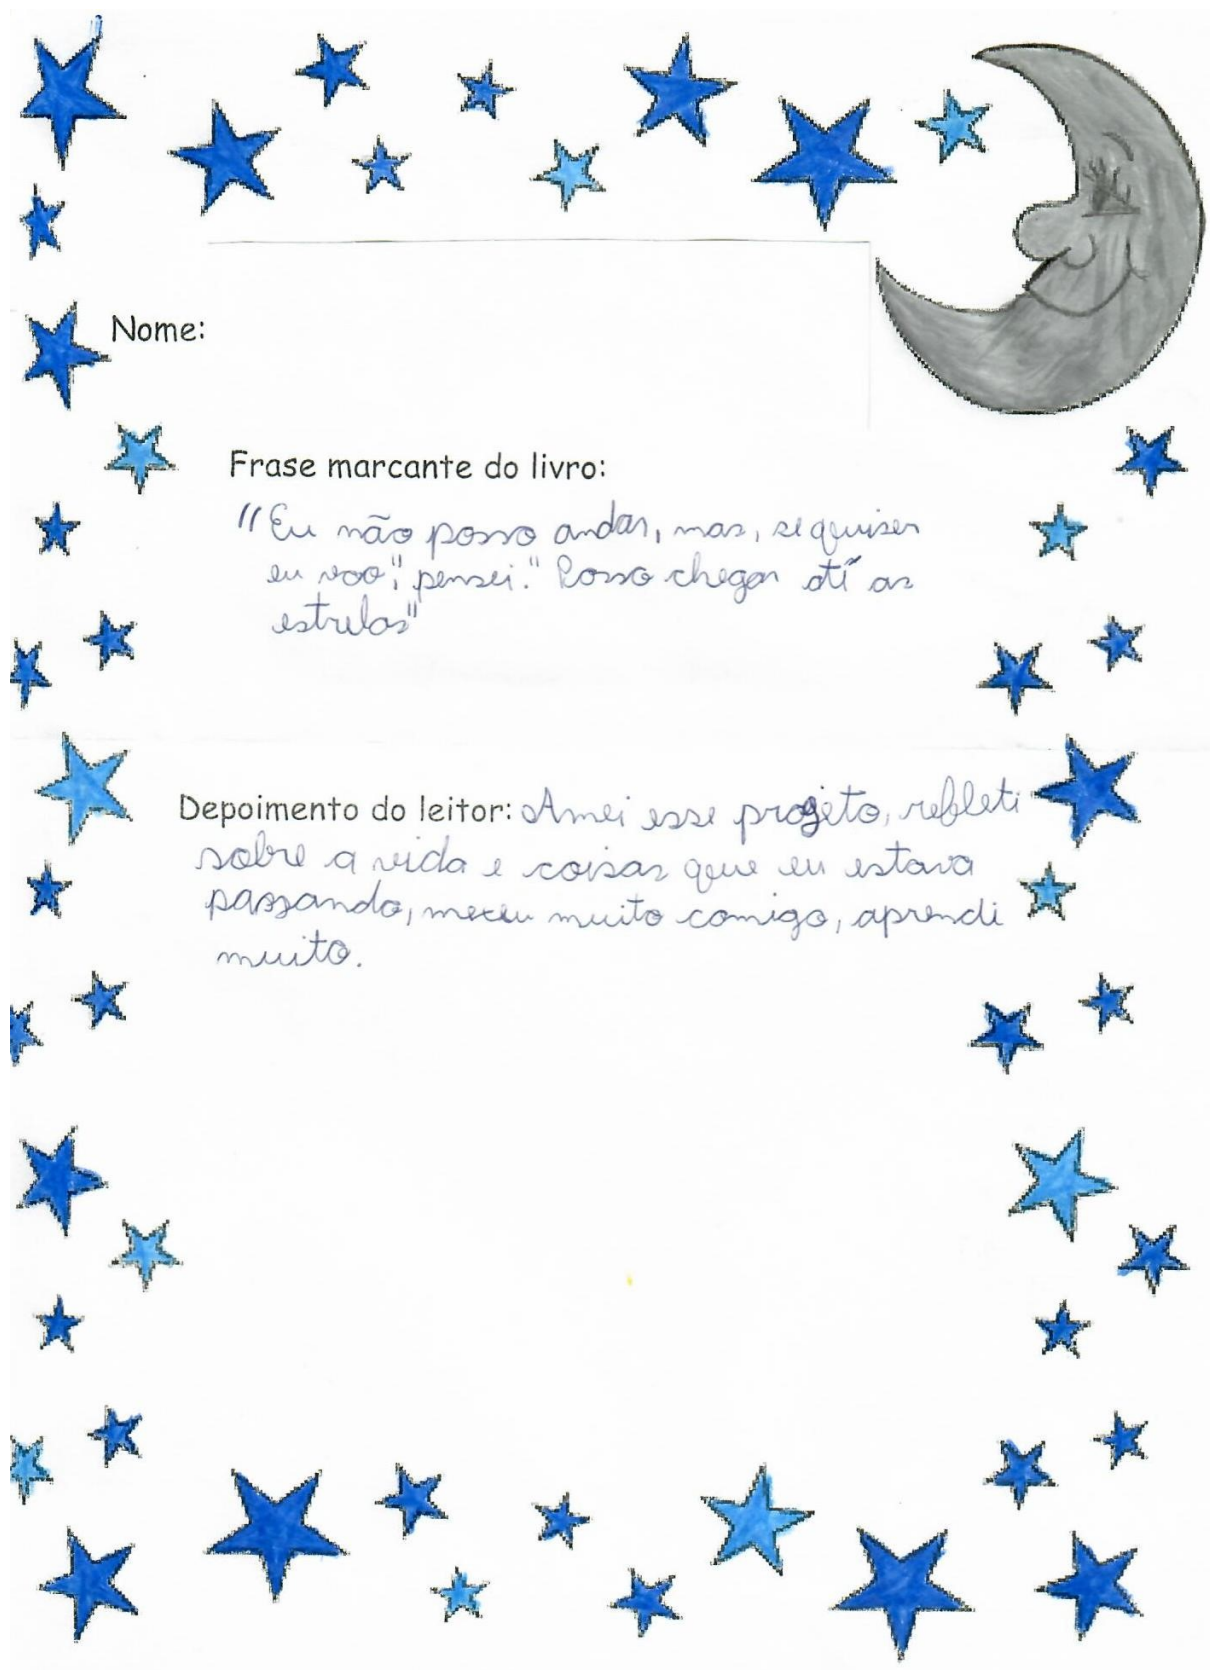 Nome:
Frase marcante do livro:
"Eu não posso andar, mas, se quiser
eu voo", pensei." Posso chegar até as
estrelas"
Depoimento do leitor: Amei esse projeto, refleti
sobre a vida e coisas que eu estava
passando, mexeu muito comigo, aprendi
muito.